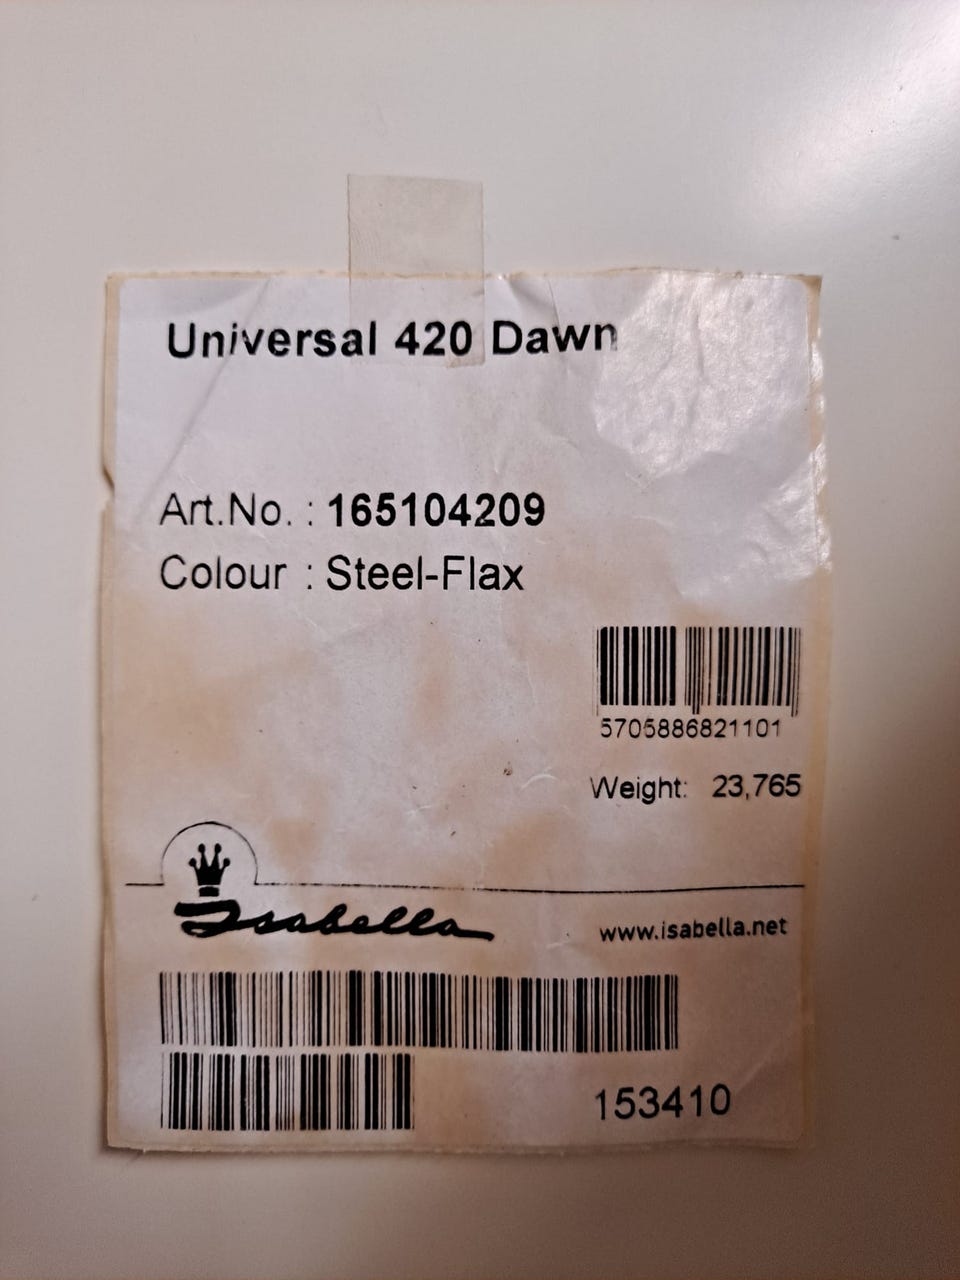 Universal 420 Dawn
Art.No. : 165104209
Colour : Steel-Flax
5705886821101
Weight: 23,765
Isabella
www.isabella.net
153410